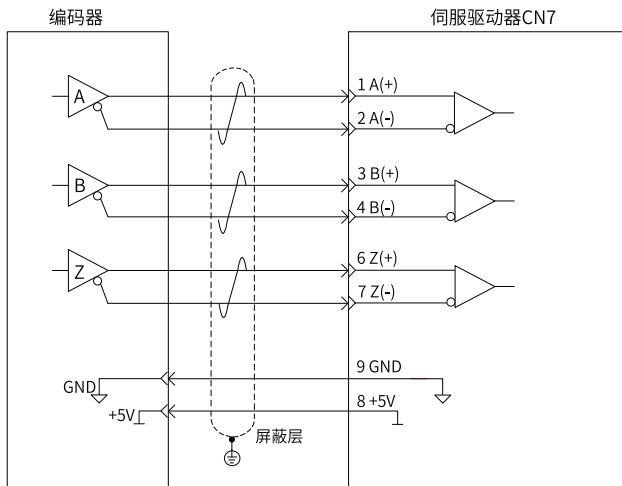 编码器
伺服驱动器CN7
A
1 A(+)
2 A(-)
B
3 B(+)
4 B(-)
Z
6 Z(+)
7 Z(-)
9 GND
GND
8 +5V
+5V
屏蔽层